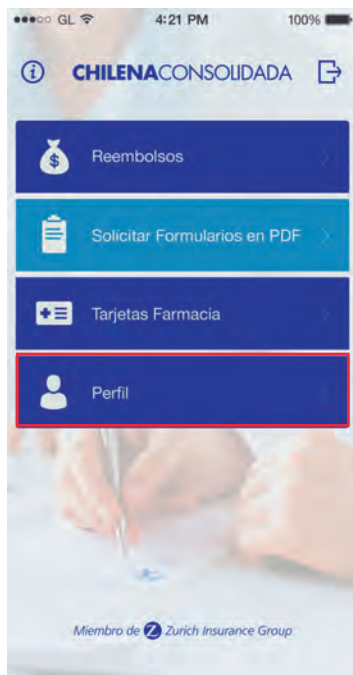 GL 4:21 PM 100%
CHILENACONSOLIDADA
Reembolsos
Solicitar Formularios en PDF
Tarjetas Farmacia
Perfil
Miembro de Zurich Insurance Group